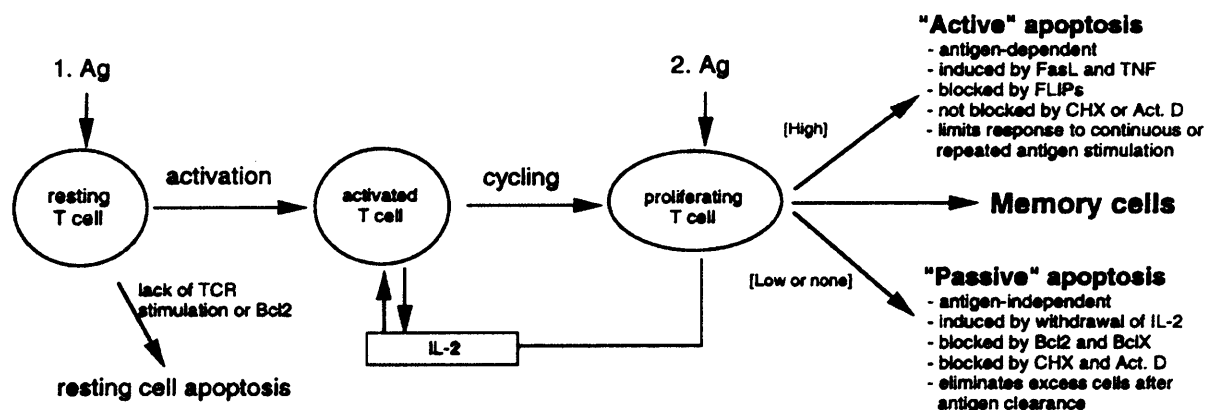 1. Ag
resting
T cell
activation
lack of TCR
stimulation or Bcl2
resting cell apoptosis
activated
T cell
IL-2
cycling
2. Ag
proliferating
T cell
[High]
[Low or none]
"Active" apoptosis
- antigen-dependent
- induced by FasL and TNF
- blocked by FLIPs
- not blocked by CHX or Act. D
- limits response to continuous or
repeated antigen stimulation
Memory cells
"Passive" apoptosis
- antigen-independent
- induced by withdrawal of IL-2
- blocked by Bcl2 and BclX
- blocked by CHX and Act. D
- eliminates excess cells after
antigen clearance